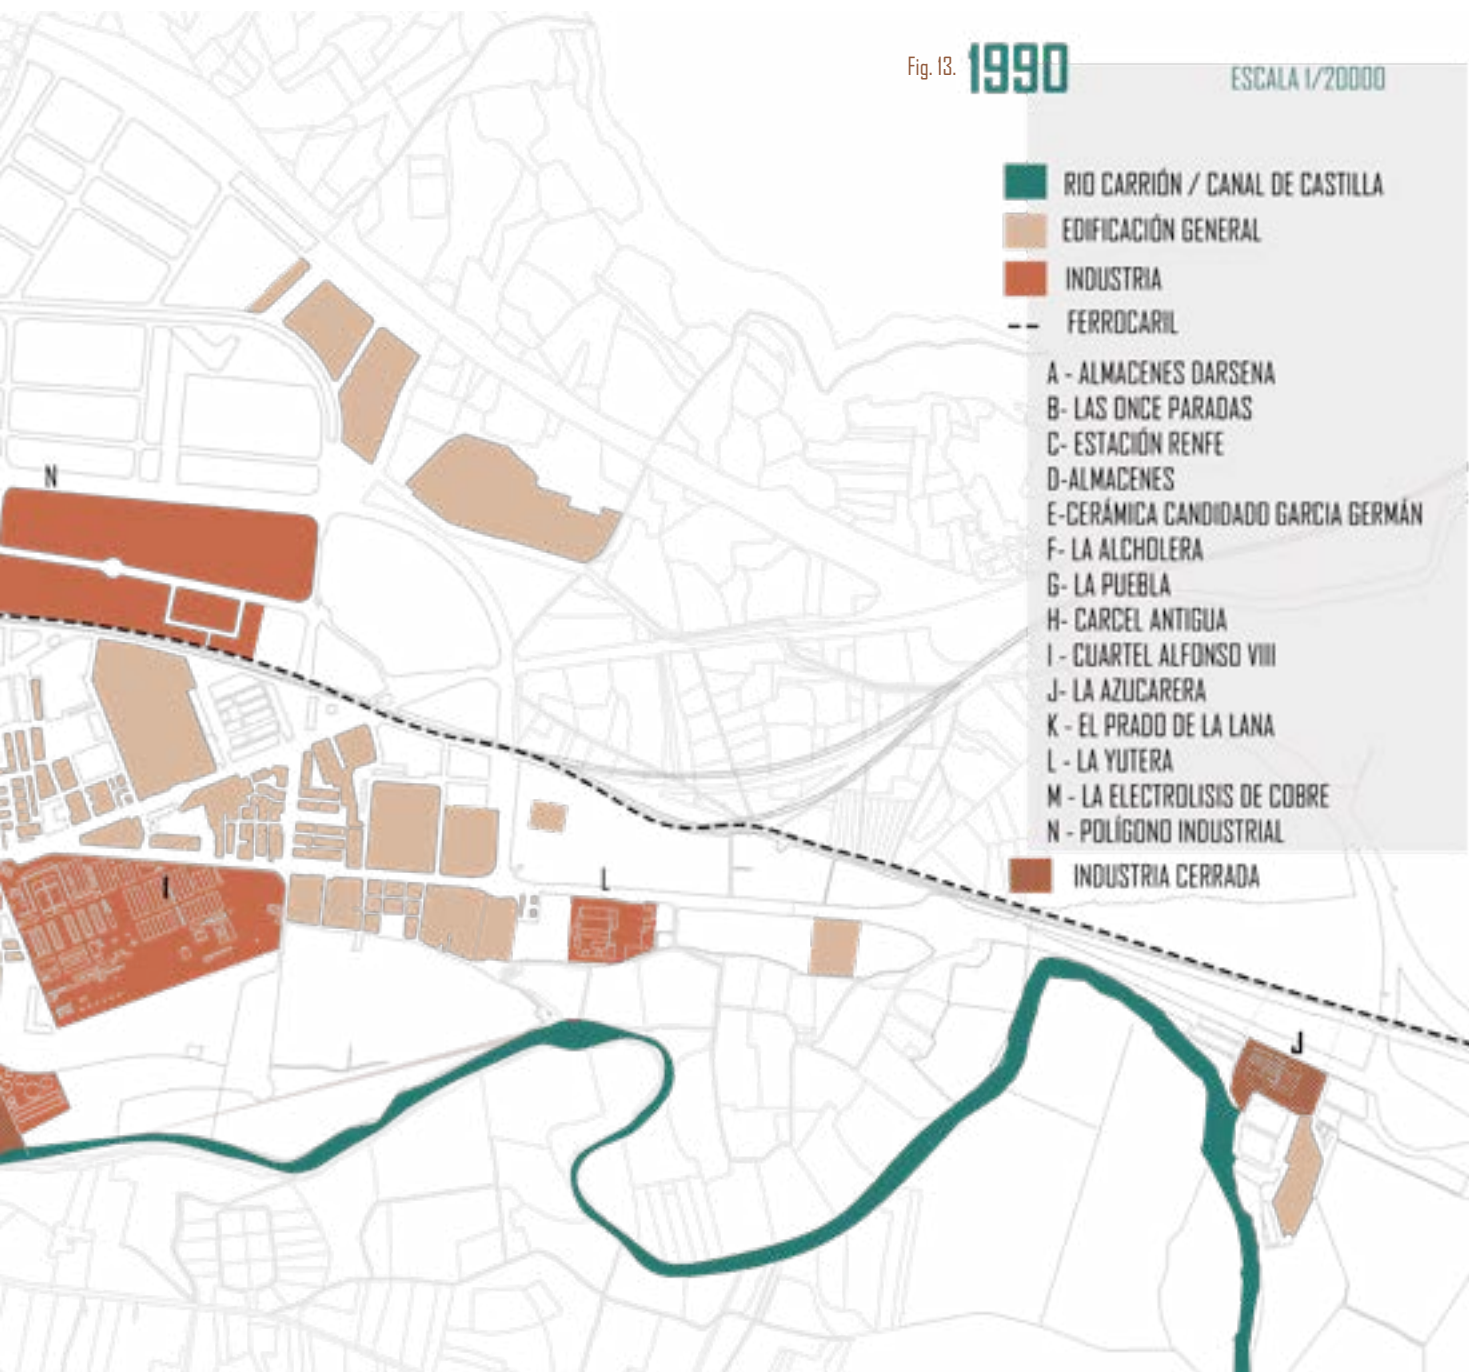 Fig. 13. 1990
ESCALA 1/20000
RIO CARRIÓN / CANAL DE CASTILLA
EDIFICACIÓN GENERAL
INDUSTRIA
FERROCARIL
A - ALMACENES DARSENA
B- LAS ONCE PARADAS
C- ESTACIÓN RENFE
D-ALMACENES
E-CERÁMICA CANDIDADO GARCIA GERMÁN
F- LA ALCHOLERA
G- LA PUEBLA
H- CARCEL ANTIGUA
I - CUARTEL ALFONSO VIII
J- LA AZUCARERA
K - EL PRADO DE LA LANA
L - LA YUTERA
M - LA ELECTROLISIS DE COBRE
N - POLÍGONO INDUSTRIAL
INDUSTRIA CERRADA
N
I
L
J